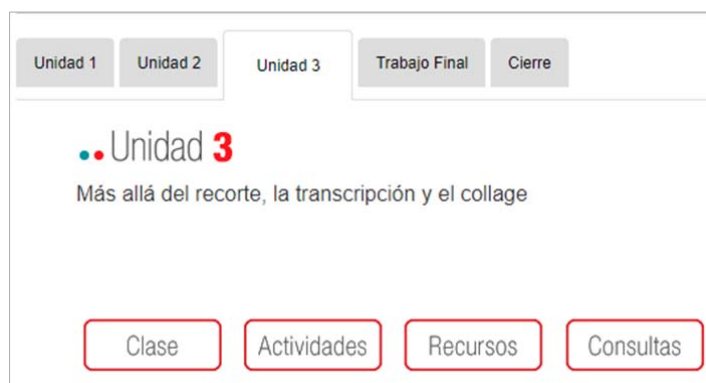 Unidad 1 Unidad 2 Unidad 3 Trabajo Final Cierre
Unidad 3
Más allá del recorte, la transcripción y el collage
Clase Actividades Recursos Consultas